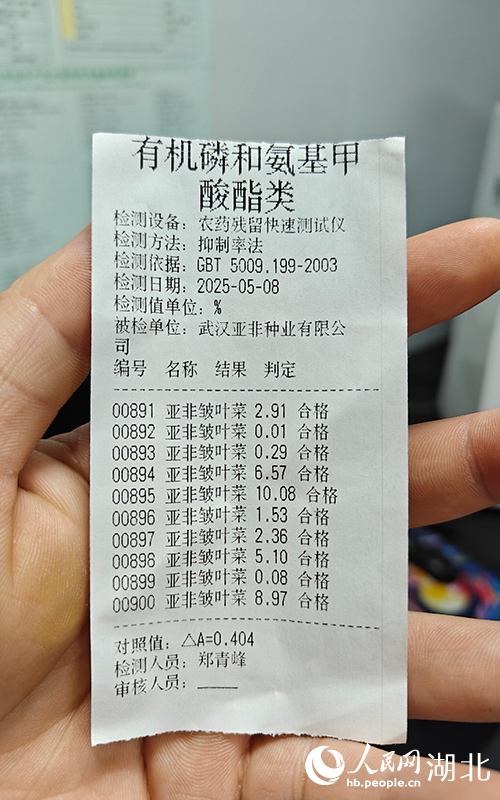 有机磷和氨基甲
酸酯类
检测设备: 农药残留快速测试仪
检测方法: 抑制率法
检测依据: GBT 5009.199-2003
检测日期: 2025-05-08
检测值单位: %
被检单位: 武汉亚非种业有限公
司
编号 名称 结果 判定
00891 亚非皱叶菜 2.91 合格
00892 亚非皱叶菜 0.01 合格
00893 亚非皱叶菜 0.29 合格
00894 亚非皱叶菜 6.57 合格
00895 亚非皱叶菜 10.08 合格
00896 亚非皱叶菜 1.53 合格
00897 亚非皱叶菜 2.36 合格
00898 亚非皱叶菜 5.10 合格
00899 亚非皱叶菜 0.08 合格
00900 亚非皱叶菜 8.97 合格
对照值: △A=0.404
检测人员: 郑青峰
审核人员:
人民网 湖北
hb.people.cn